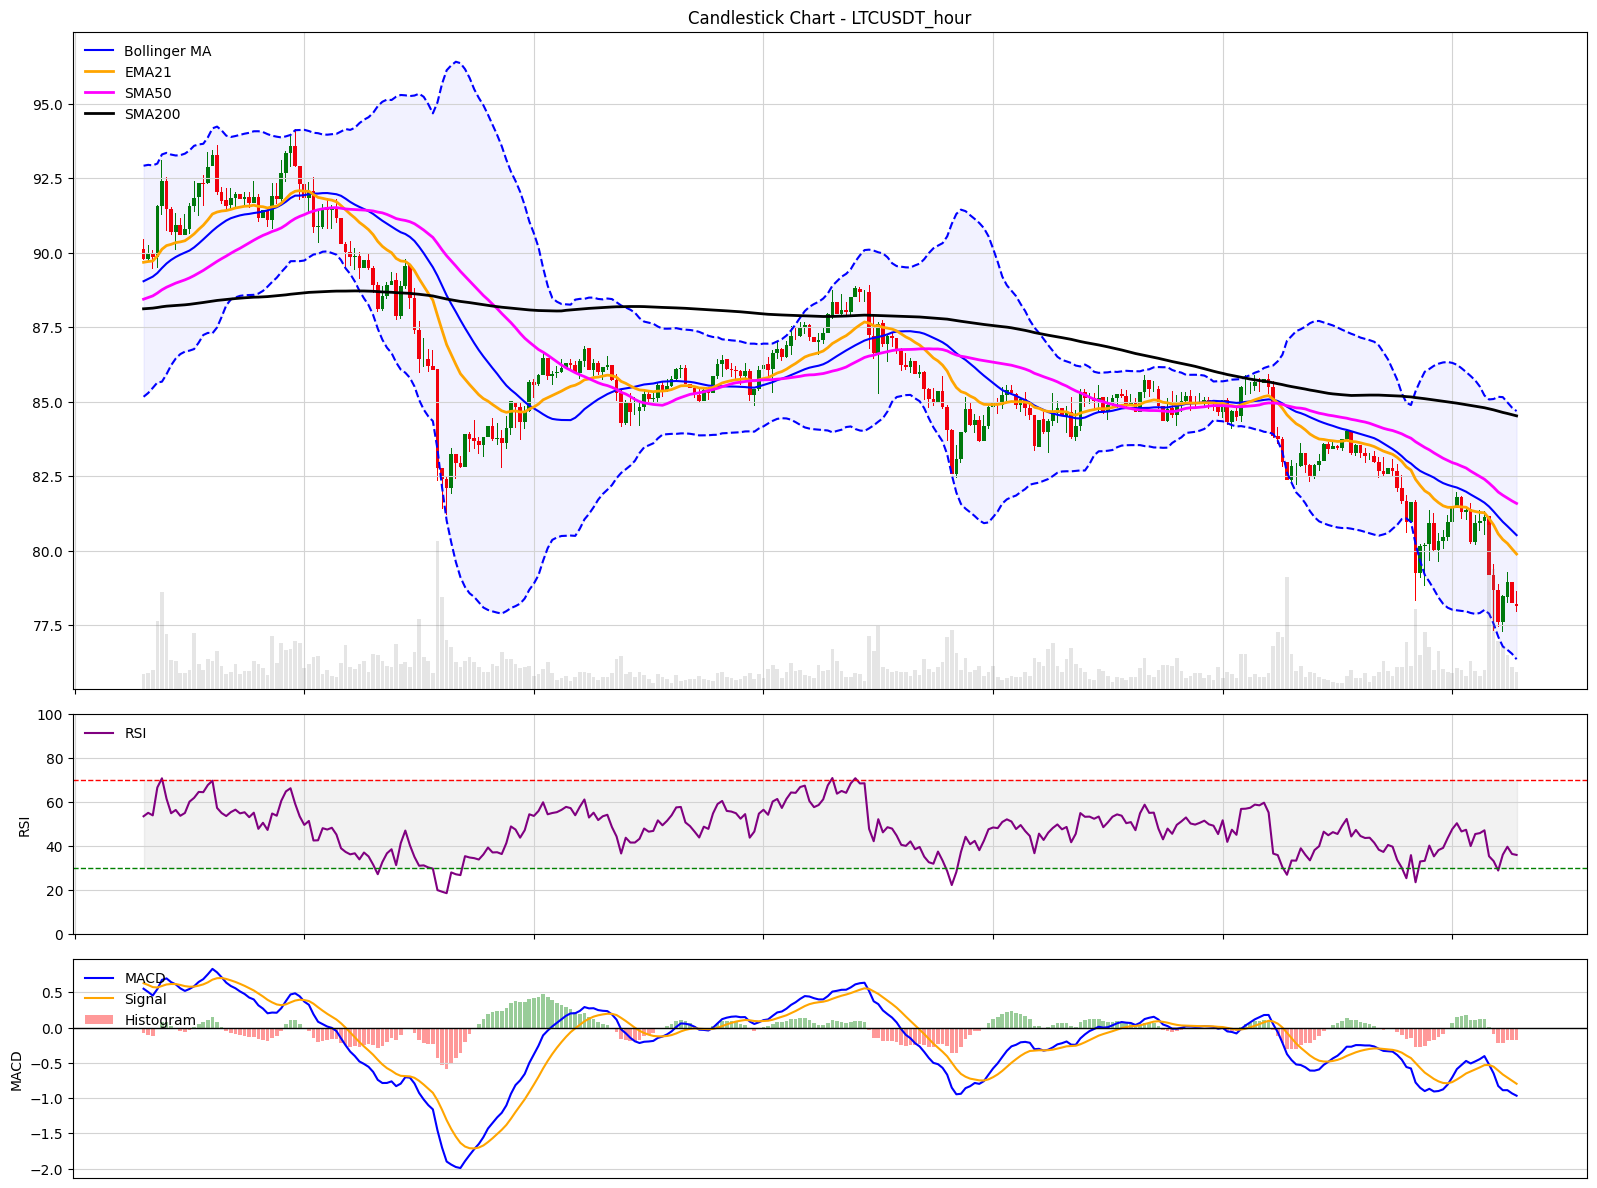 Candlestick Chart - LTCUSDT_hour
Bollinger MA
EMA21
SMA50
SMA200
95.0
92.5
90.0
87.5
85.0
82.5
80.0
77.5
RSI
100
80
60
40
20
0
RSI
MACD
Signal
Histogram
0.5
0.0
−0.5
−1.0
−1.5
−2.0
MACD